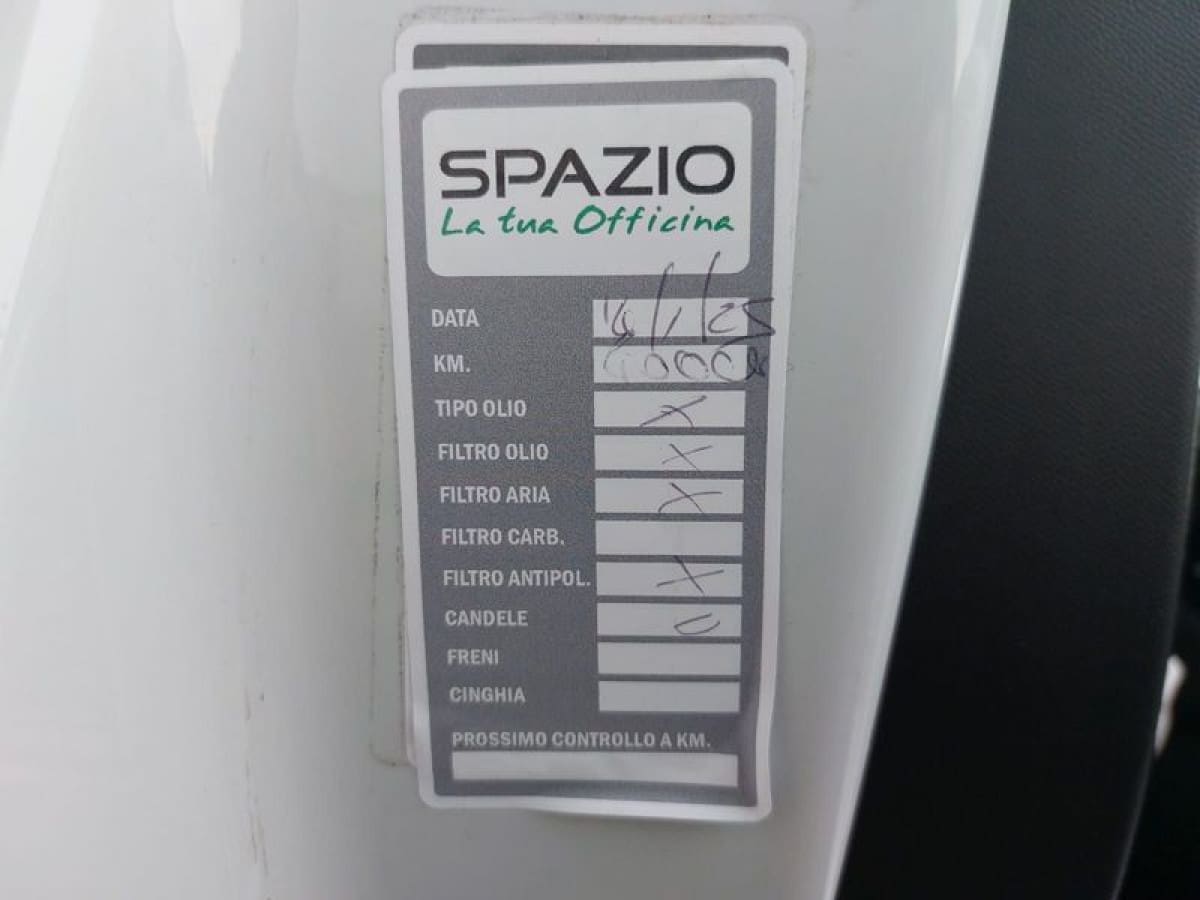 SPAZIO
La tua Officina
DATA
KM.
TIPO OLIO X
FILTRO OLIO X
FILTRO ARIA X
FILTRO CARB.
FILTRO ANTIPOL. X
CANDELE
FRENI
CINGHIA
PROSSIMO CONTROLLO A KM.